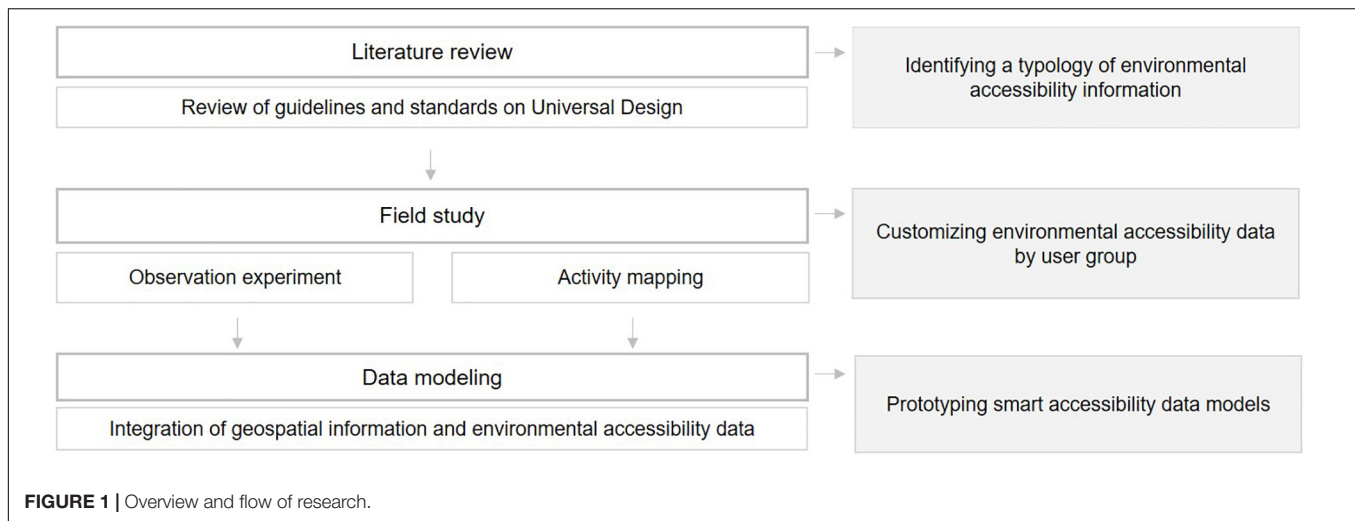 Literature review
Review of guidelines and standards on Universal Design
Identifying a typology of environmental
accessibility information
Field study
Observation experiment
Activity mapping
Customizing environmental accessibility data
by user group
Data modeling
Integration of geospatial information and environmental accessibility data
Prototyping smart accessibility data models
FIGURE 1 | Overview and flow of research.